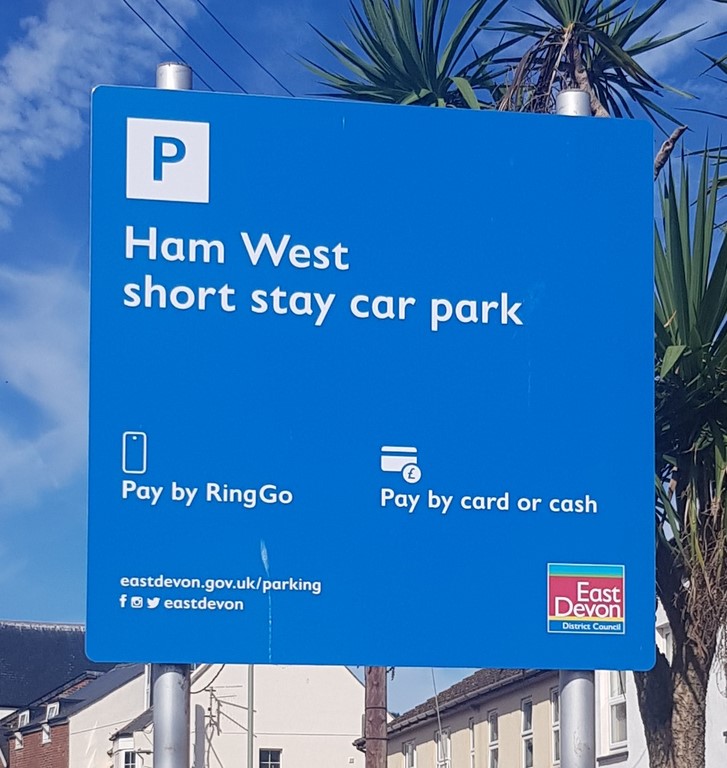 P
Ham West
short stay car park
Pay by RingGo
Pay by card or cash
£
eastdevon.gov.uk/parking
eastdevon
East
Devon
District Council